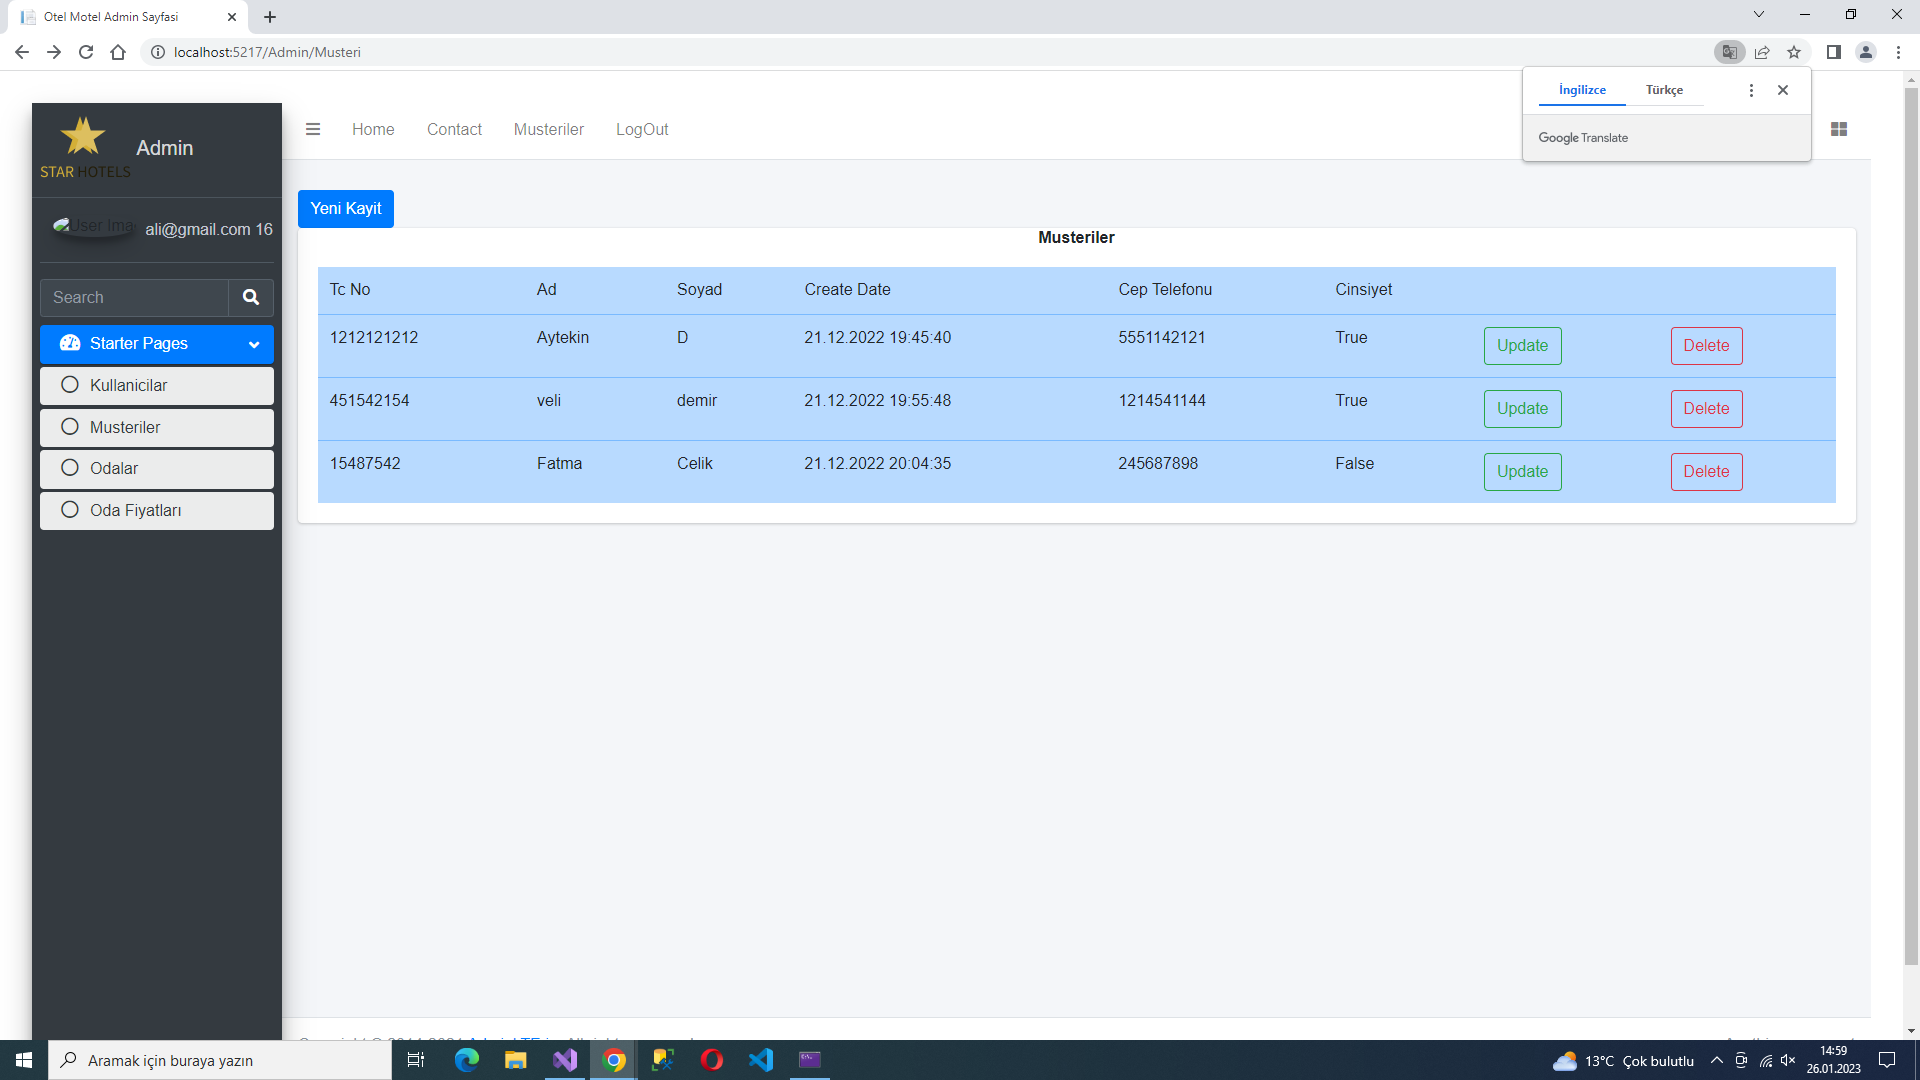 Otel Motel Admin Sayfasi
localhost:5217/Admin/Musteri
İngilizce Türkçe
Google Translate
STAR HOTELS
Admin
Home Contact Musteriler LogOut
User Ima ali@gmail.com 16
Search
Starter Pages
Kullanicilar
Musteriler
Odalar
Oda Fiyatları
Yeni Kayit
Musteriler
Tc No Ad Soyad Create Date Cep Telefonu Cinsiyet
1212121212 Aytekin D 21.12.2022 19:45:40 5551142121 True Update Delete
451542154 veli demir 21.12.2022 19:55:48 1214541144 True Update Delete
15487542 Fatma Celik 21.12.2022 20:04:35 245687898 False Update Delete
Aramak için buraya yazın
13°C Çok bulutlu
14:59
26.01.2023